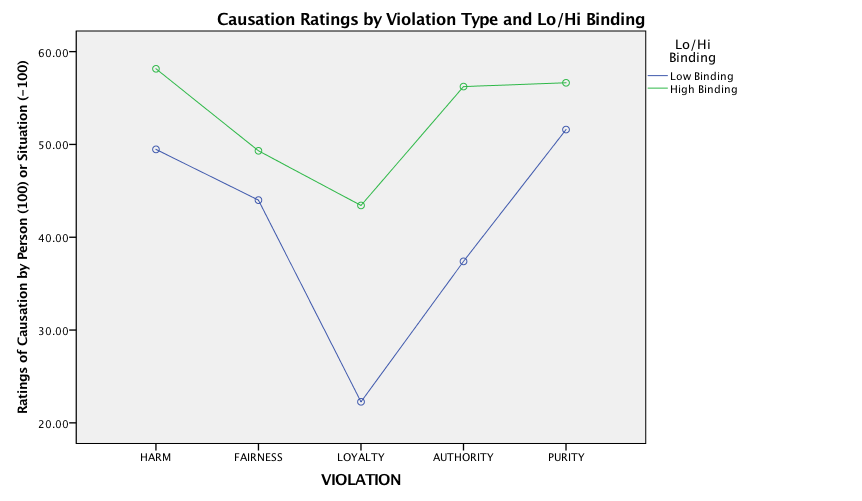 Causation Ratings by Violation Type and Lo/Hi Binding
Ratings of Causation by Person (100) or Situation (-100)
60.00
50.00
40.00
30.00
20.00
HARM
FAIRNESS
LOYALTY
AUTHORITY
PURITY
VIOLATION
Lo/Hi
Binding
Low Binding
High Binding